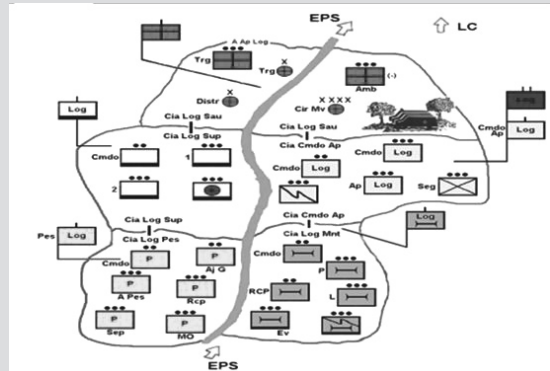 EPS
LC
A Ap Log
Trg
X
Trg
X
Distr
Amb
(-)
X X X X
Cir Mv
Cia Log Sau
Cia Log Sup
Cia Log Sau
Cia Cmdo Ap
Log
Cmdo
1
2
Cmdo
Log
Cmdo
Log
Ap
Log
Seg
Log
Cmdo
Ap
Log
Cia Log Sup
Cia Log Pes
Cia Cmdo Ap
Cia Log Mnt
Log
Pes
Log
Cmdo
P
P
Aj G
P
A Pes
P
Rcp
P
Sep
P
MO
Cmdo
P
RCP
L
Ev
EPS